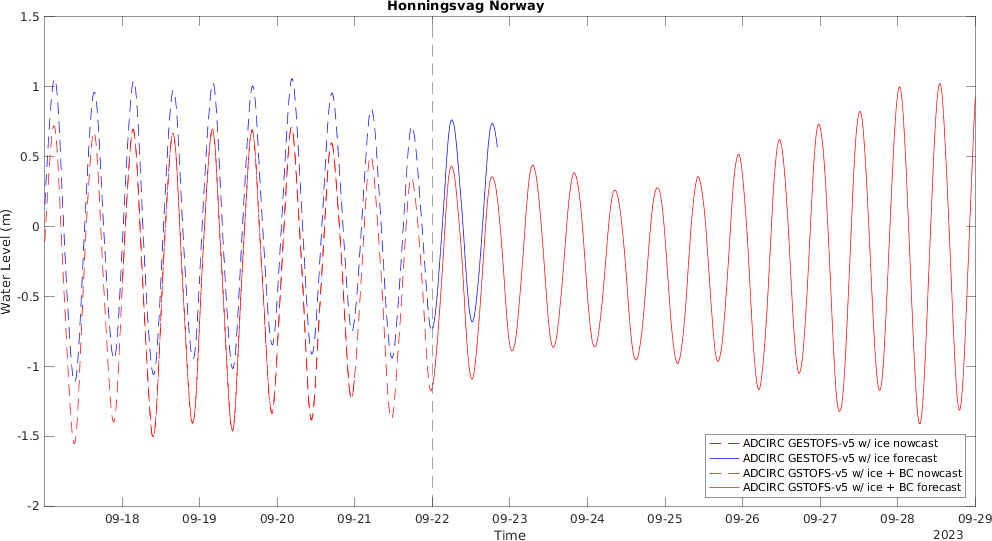 Honningsvag Norway
1.5
1
0.5
0
-0.5
-1
-1.5
-2
Water Level (m)
ADCIRC GESTOFS-v5 w/ ice nowcast
ADCIRC GESTOFS-v5 w/ ice forecast
ADCIRC GSTOFS-v5 w/ ice + BC nowcast
ADCIRC GSTOFS-v5 w/ ice + BC forecast
09-18 09-19 09-20 09-21 09-22 09-23 09-24 09-25 09-26 09-27 09-28 09-29
Time
2023